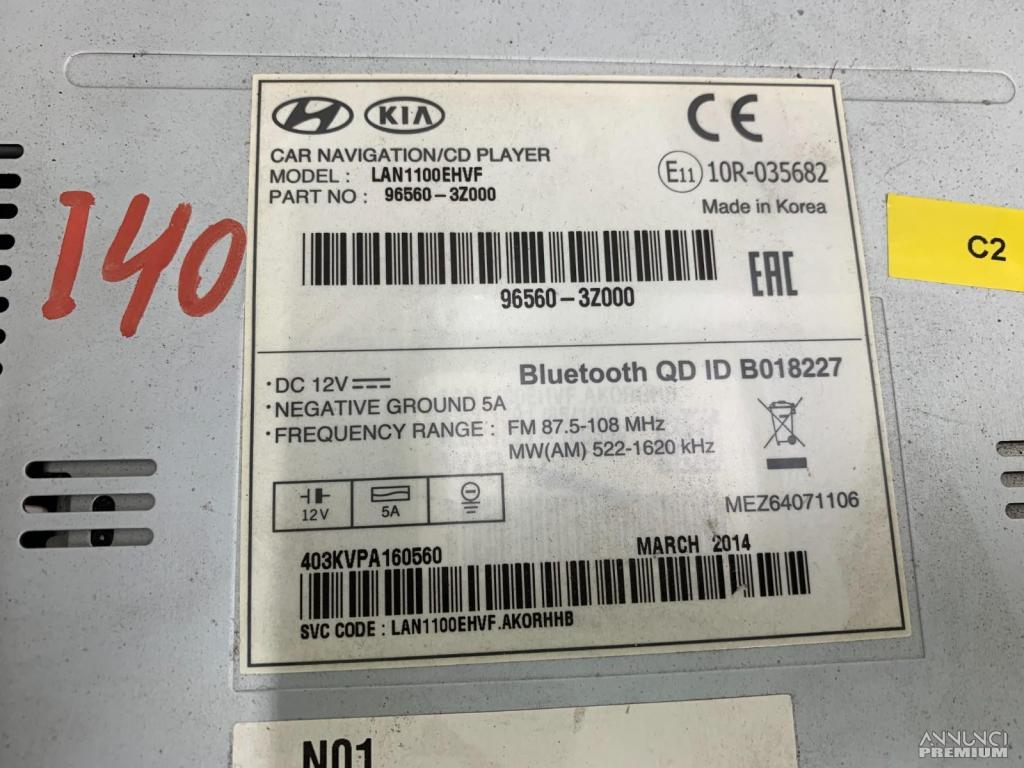 KIA
CE
CAR NAVIGATION/CD PLAYER
MODEL : LAN1100EHVF
PART NO : 96560-3Z000
E11 10R-035682
Made in Korea
I40
C2
96560-3Z000
EAC
Bluetooth QD ID B018227
·DC 12V
·NEGATIVE GROUND 5A
·FREQUENCY RANGE : FM 87.5-108 MHz
MW(AM) 522-1620 kHz
12V
5A
MEZ64071106
403KVPA160560
MARCH 2014
SVC CODE : LAN1100EHVF.AKORHHB
N01
ANNUNCI
PREMIUM